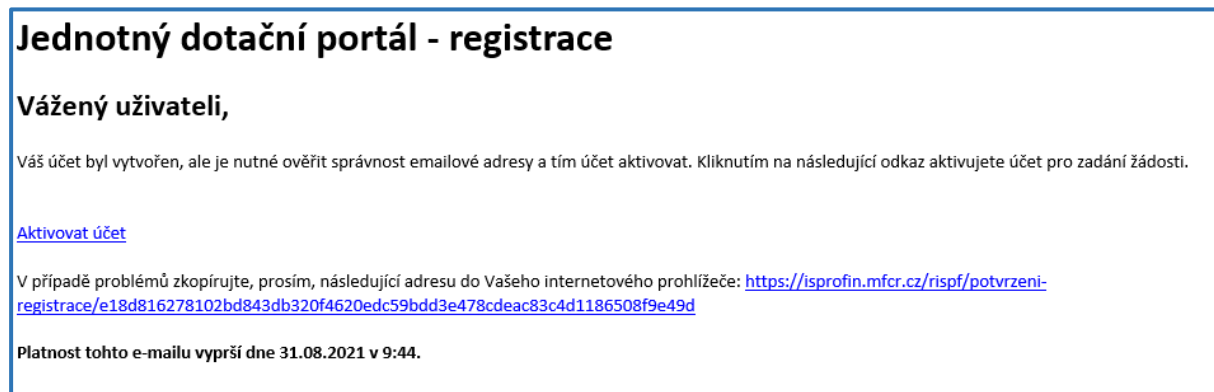 Jednotný dotační portál - registrace
Vážený uživateli,
Váš účet byl vytvořen, ale je nutné ověřit správnost emailové adresy a tím účet aktivovat. Kliknutím na následující odkaz aktivujete účet pro zadání žádosti.
Aktivovat účet
V případě problémů zkopírujte, prosím, následující adresu do Vašeho internetového prohlížeče: https://isprofin.mfcr.cz/rispf/potvrzeni-
registrace/e18d816278102bd843db320f4620edc59bdd3e478cdeac83c4d1186508f9e49d
Platnost tohto e-mailu vyprší dne 31.08.2021 v 9:44.